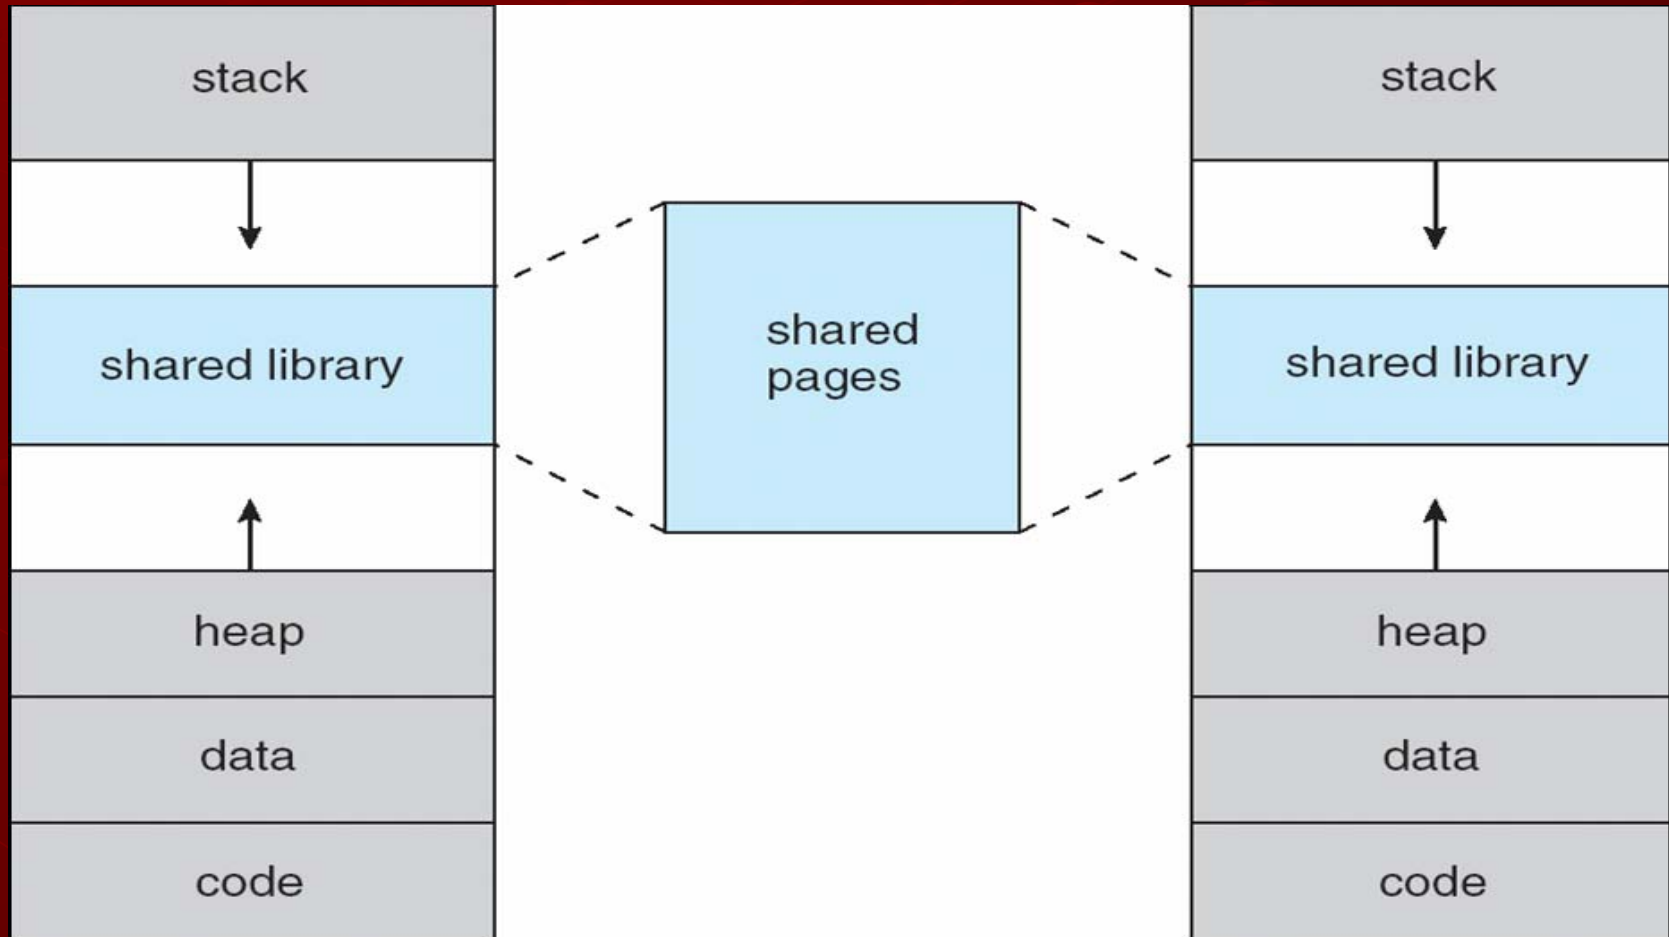 stack
shared library
heap
data
code
shared
pages
stack
shared library
heap
data
code